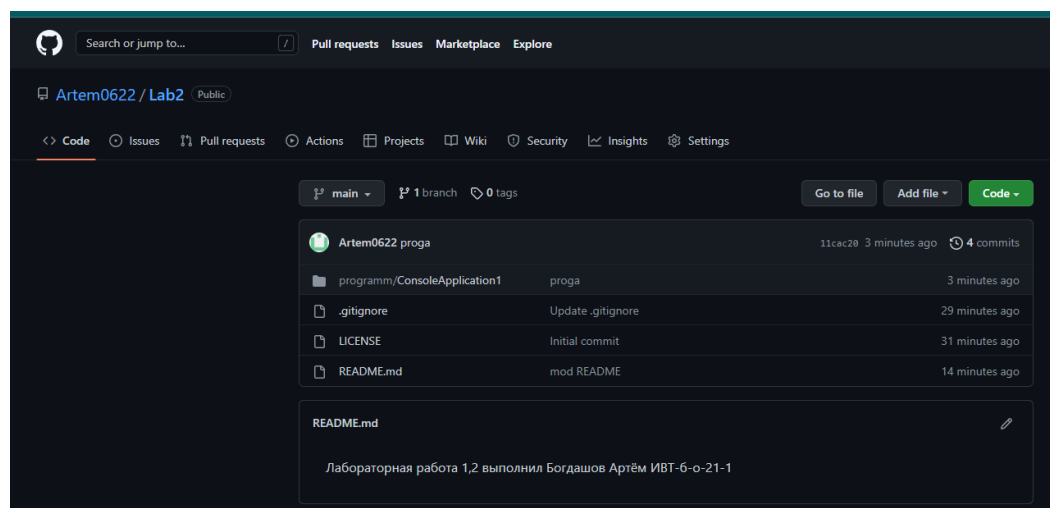 Search or jump to... / Pull requests Issues Marketplace Explore
Artem0622 / Lab2 Public
<> Code Issues Pull requests Actions Projects Wiki Security Insights Settings
main 1 branch 0 tags Go to file Add file Code
Artem0622 proga 11cac20 3 minutes ago 4 commits
programm/ConsoleApplication1 proga 3 minutes ago
.gitignore Update .gitignore 29 minutes ago
LICENSE Initial commit 31 minutes ago
README.md mod README 14 minutes ago
README.md
Лабораторная работа 1,2 выполнил Богдашов Артём ИВТ-б-о-21-1